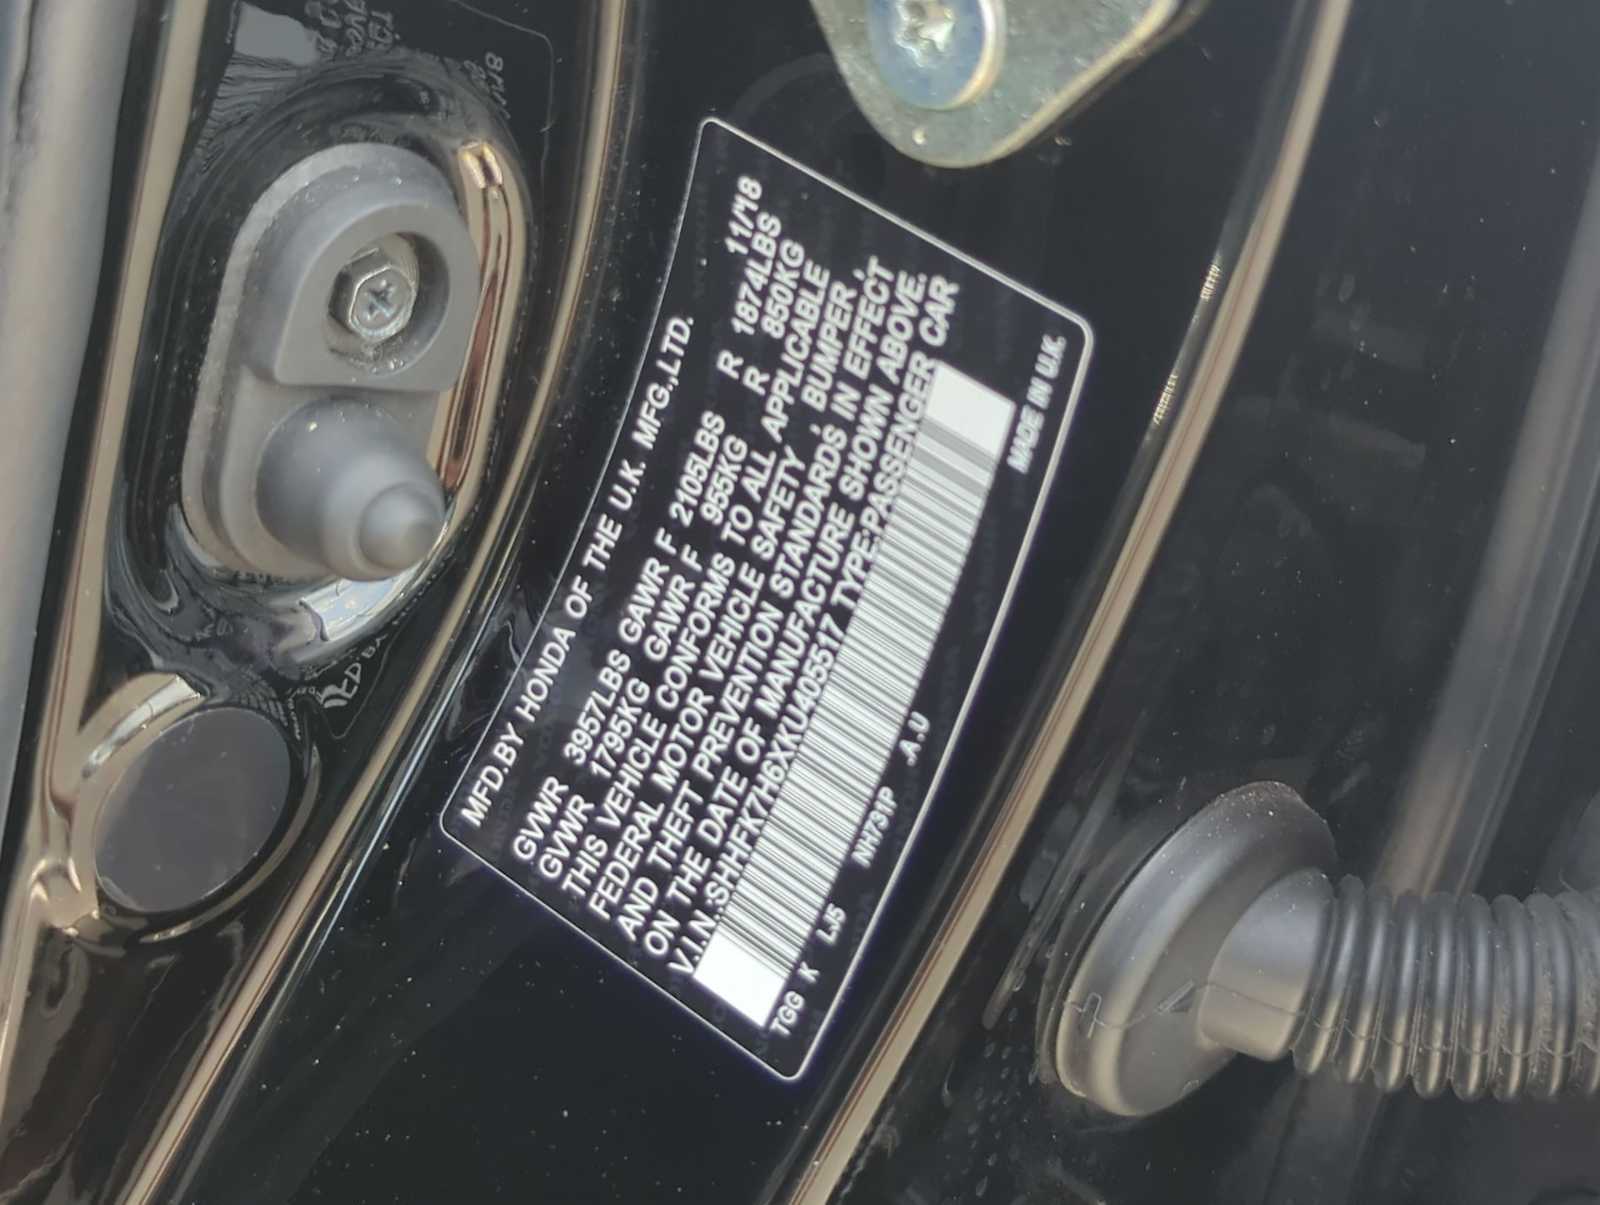 MFD.BY HONDA OF THE U.K. MFG.,LTD. 11/18
GVWR 3957LBS GAWR F 2105LBS R 1874LBS
GVWR 1795KG GAWR F 955KG R 850KG
THIS VEHICLE CONFORMS TO ALL APPLICABLE
FEDERAL MOTOR VEHICLE SAFETY, BUMPER,
AND THEFT PREVENTION STANDARDS IN EFFECT
ON THE DATE OF MANUFACTURE SHOWN ABOVE.
V.I.N.:SHHFK7H6XKU405517 TYPE:PASSENGER CAR
TGG K LJ5 NH731P .A.U MADE IN U.K.